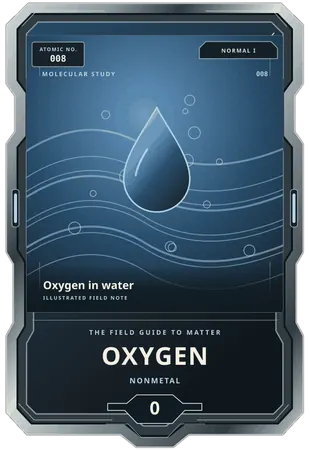 ATOMIC NO.
008
NORMAL I
MOLECULAR STUDY
008
Oxygen in water
ILLUSTRATED FIELD NOTE
THE FIELD GUIDE TO MATTER
OXYGEN
NONMETAL
0